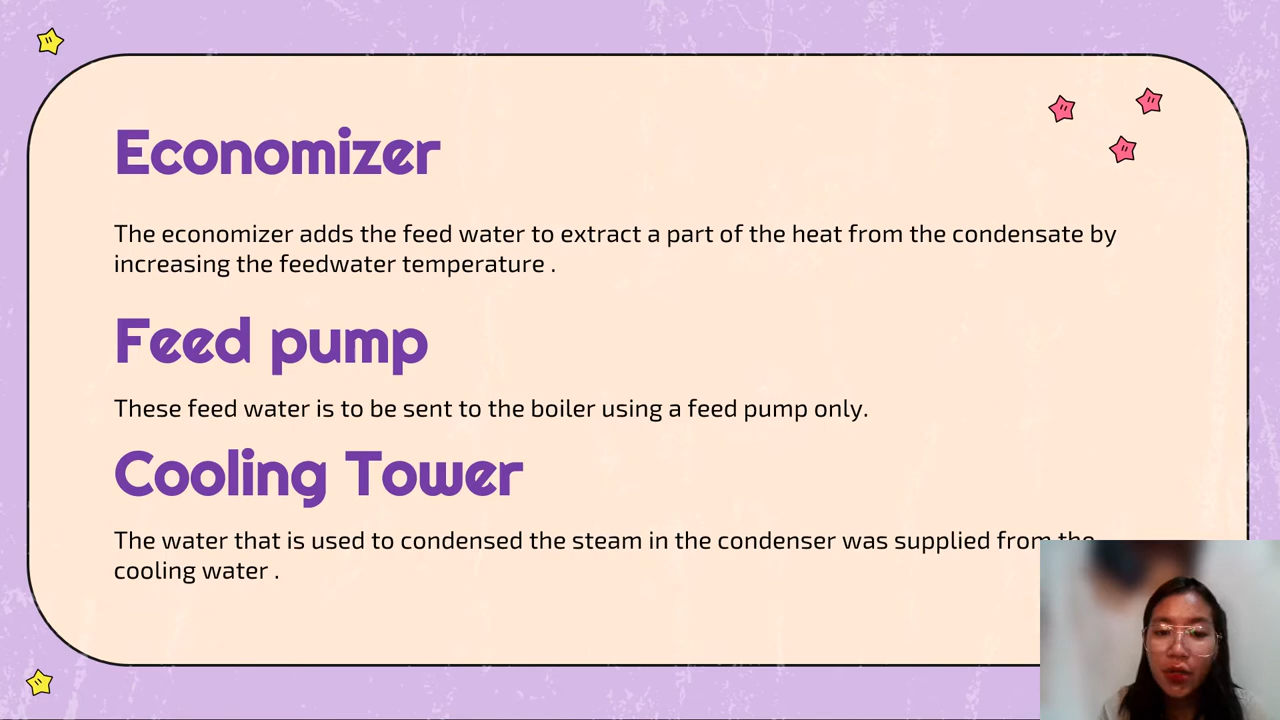 Economizer
The economizer adds the feed water to extract a part of the heat from the condensate by
increasing the feedwater temperature .
Feed pump
These feed water is to be sent to the boiler using a feed pump only.
Cooling Tower
The water that is used to condensed the steam in the condenser was supplied from the
cooling water .